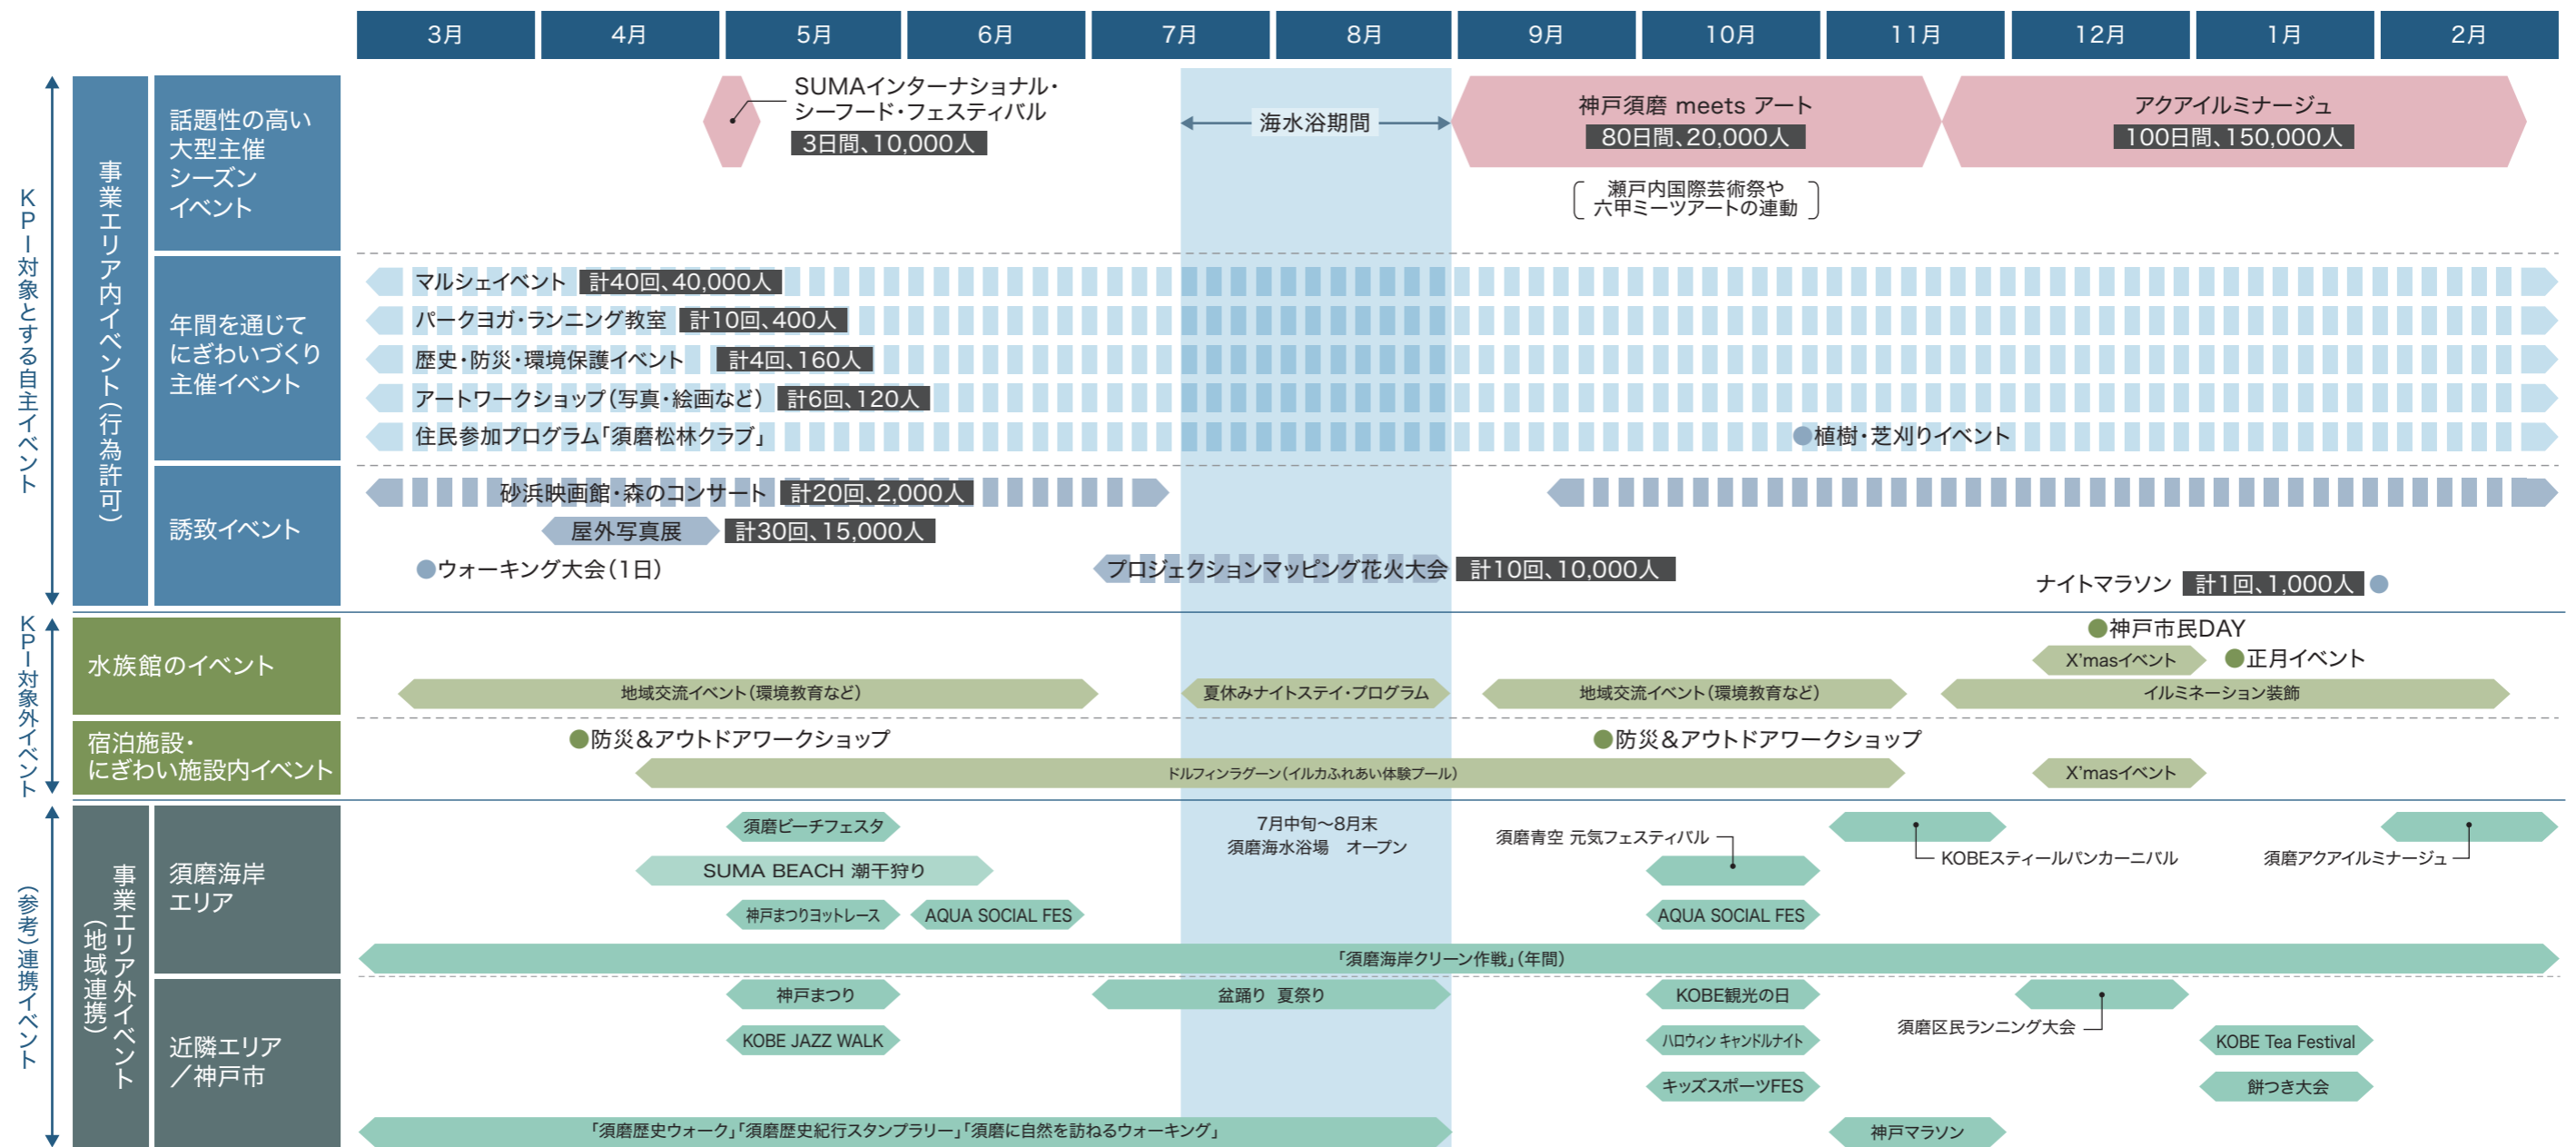 3月 4月 5月 6月 7月 8月 9月 10月 11月 12月 1月 2月
KPI対象とする自主イベント
事業エリア内イベント(行為許可)
話題性の高い
大型主催
シーズン
イベント
SUMAインターナショナル・
シーフード・フェスティバル
3日間、10,000人
海水浴期間
神戸須磨 meets アート
80日間、20,000人
瀬戸内国際芸術祭や
六甲ミーツアートの連動
アクアイルミナージュ
100日間、150,000人
年間を通じて
にぎわいづくり
主催イベント
マルシェイベント 計40回、40,000人
パークヨガ・ランニング教室 計10回、400人
歴史・防災・環境保護イベント 計4回、160人
アートワークショップ(写真・絵画など) 計6回、120人
住民参加プログラム「須磨松林クラブ」
植樹・芝刈りイベント
誘致イベント
砂浜映画館・森のコンサート 計20回、2,000人
屋外写真展 計30回、15,000人
ウォーキング大会(1日)
プロジェクションマッピング花火大会 計10回、10,000人
ナイトマラソン 計1回、1,000人
KPI対象外イベント
水族館のイベント
神戸市民DAY
X'masイベント
正月イベント
地域交流イベント(環境教育など)
夏休みナイトステイ・プログラム
地域交流イベント(環境教育など)
イルミネーション装飾
宿泊施設・
にぎわい施設内イベント
防災&アウトドアワークショップ
防災&アウトドアワークショップ
ドルフィンラグーン(イルカふれあい体験プール)
X'masイベント
(参考)連携イベント
事業エリア外イベント
(地域連携)
須磨海岸
エリア
須磨ビーチフェスタ
7月中旬~8月末
須磨海水浴場 オープン
須磨青空 元気フェスティバル
KOBEスティールパンカーニバル
須磨アクアイルミナージュ
SUMA BEACH 潮干狩り
神戸まつりヨットレース
AQUA SOCIAL FES
AQUA SOCIAL FES
「須磨海岸クリーン作戦」(年間)
近隣エリア
/神戸市
神戸まつり
盆踊り 夏祭り
KOBE観光の日
須磨区民ランニング大会
KOBE JAZZ WALK
ハロウィン キャンドルナイト
KOBE Tea Festival
キッズスポーツFES
餅つき大会
「須磨歴史ウォーク」「須磨歴史紀行スタンプラリー」「須磨に自然を訪ねるウォーキング」
神戸マラソン